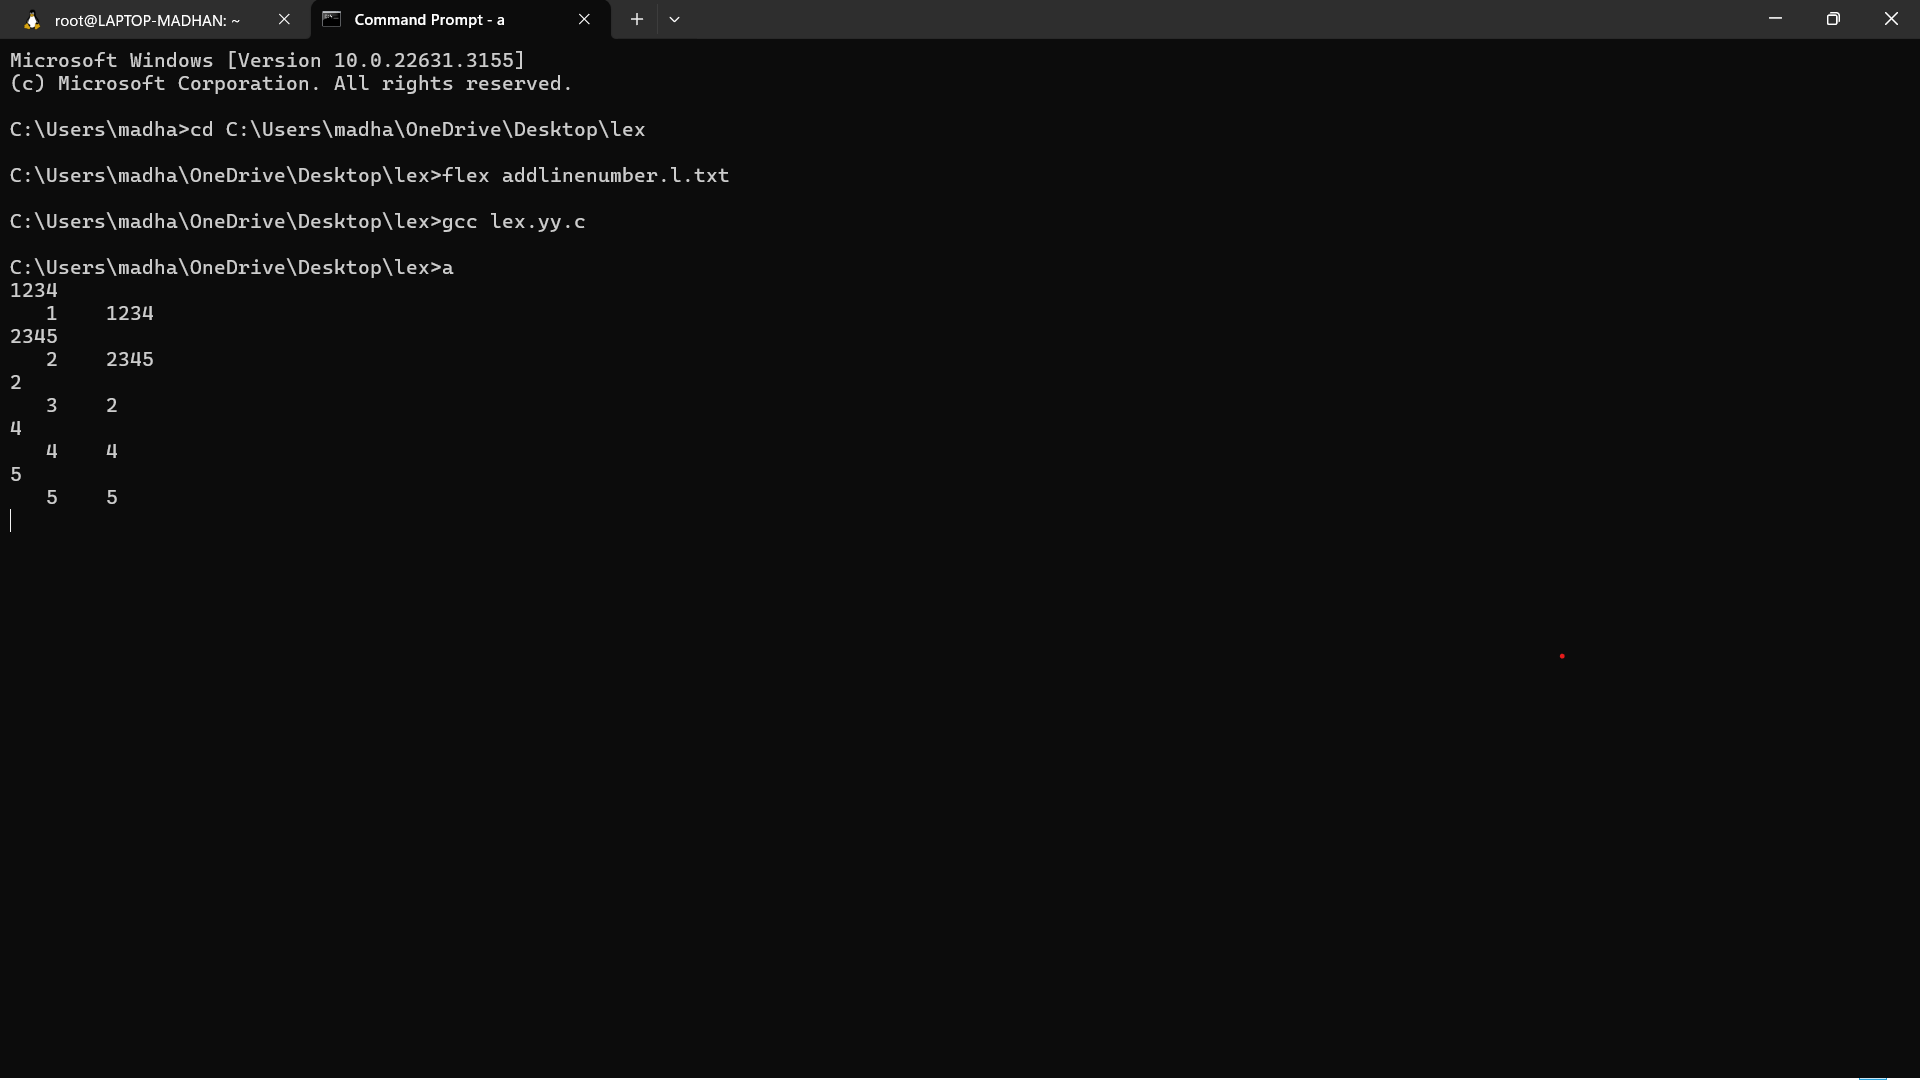 root@LAPTOP-MADHAN: ~
Command Prompt - a
Microsoft Windows [Version 10.0.22631.3155]
(c) Microsoft Corporation. All rights reserved.
C:\Users\madha>cd C:\Users\madha\OneDrive\Desktop\lex
C:\Users\madha\OneDrive\Desktop\lex>flex addlinenumber.l.txt
C:\Users\madha\OneDrive\Desktop\lex>gcc lex.yy.c
C:\Users\madha\OneDrive\Desktop\lex>a
1234
   1    1234
2345
   2    2345
2
   3    2
4
   4    4
5
   5    5